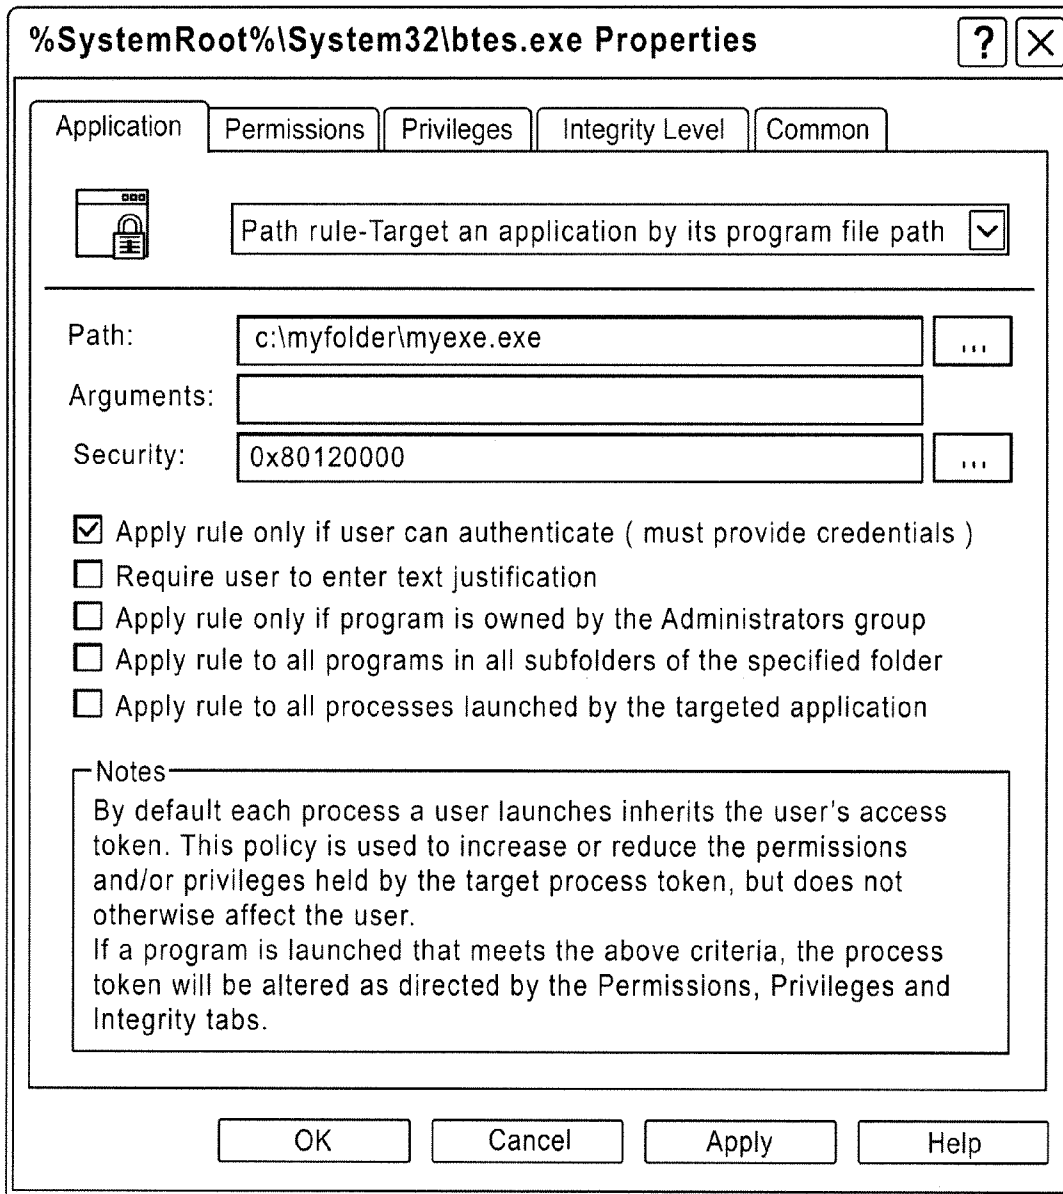 %SystemRoot%\System32\btes.exe Properties
?
Application
Permissions
Privileges
Integrity Level
Common
Path rule-Target an application by its program file path
Path:
c:\myfolder\myexe.exe
...
Arguments:
Security:
0x80120000
...
Apply rule only if user can authenticate ( must provide credentials )
Require user to enter text justification
Apply rule only if program is owned by the Administrators group
Apply rule to all programs in all subfolders of the specified folder
Apply rule to all processes launched by the targeted application
Notes
By default each process a user launches inherits the user's access
token. This policy is used to increase or reduce the permissions
and/or privileges held by the target process token, but does not
otherwise affect the user.
If a program is launched that meets the above criteria, the process
token will be altered as directed by the Permissions, Privileges and
Integrity tabs.
OK
Cancel
Apply
Help